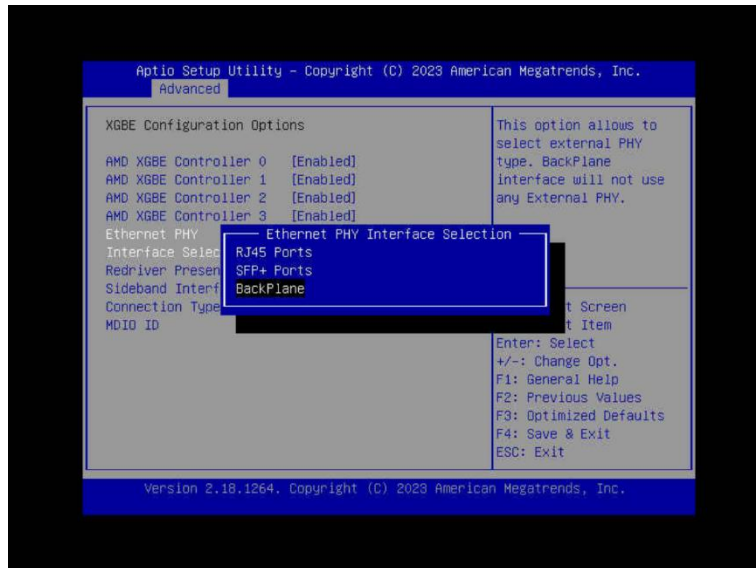 Aptio Setup Utility – Copyright (C) 2023 American Megatrends, Inc.
Advanced
XGBE Configuration Options
AMD XGBE Controller 0 [Enabled]
AMD XGBE Controller 1 [Enabled]
AMD XGBE Controller 2 [Enabled]
AMD XGBE Controller 3 [Enabled]
Ethernet PHY
Interface Selec
Redriver Presen
Sideband Interf
Connection Type
MDIO ID
Ethernet PHY Interface Selection
RJ45 Ports
SFP+ Ports
BackPlane
This option allows to
select external PHY
type. BackPlane
interface will not use
any External PHY.
t Screen
t Item
Enter: Select
+/-: Change Opt.
F1: General Help
F2: Previous Values
F3: Optimized Defaults
F4: Save & Exit
ESC: Exit
Version 2.18.1264. Copyright (C) 2023 American Megatrends, Inc.